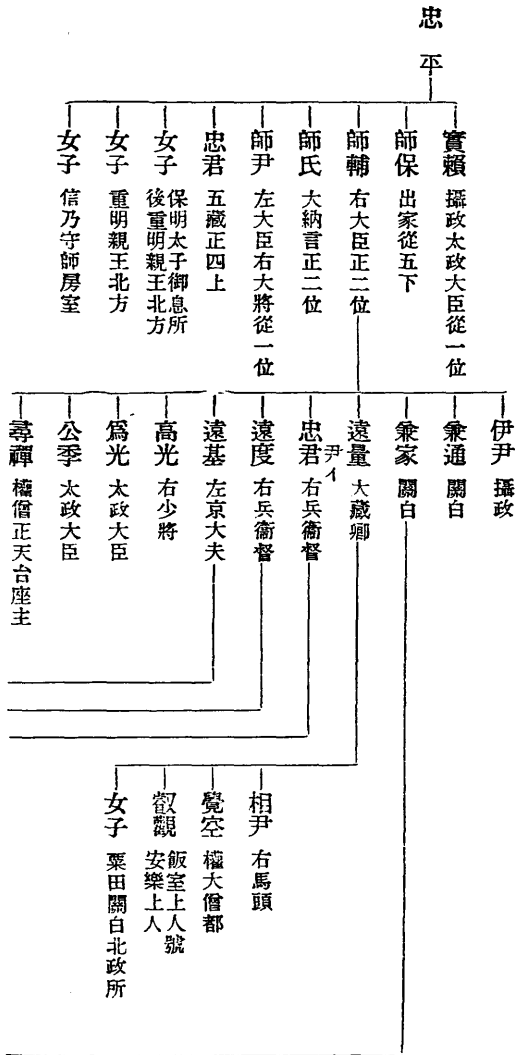 忠平
實賴 攝政太政大臣從一位
師保 出家從五下
師輔 右大臣正二位
師氏 大納言正二位
師尹 左大臣右大將從一位
忠君 五藏正四上
女子 保明太子御息所
後重明親王北方
女子 重明親王北方
女子 信乃守師房室
伊尹 攝政
兼通 關白
兼家 關白
遠量 大藏卿
忠君 右兵衞督
尹イ
遠度 右兵衞督
遠基 左京大夫
高光 右少將
爲光 太政大臣
公季 太政大臣
尋禪 權僧正天台座主
相尹 右馬頭
覺空 權大僧都
叡觀 飯室上人號
安樂上人
女子 粟田關白北政所